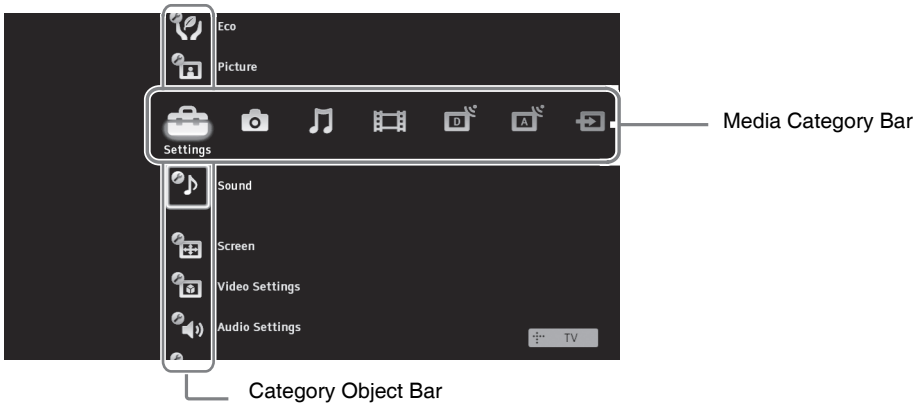 Eco
Picture
D
A
Media Category Bar
Settings
Sound
Screen
Video Settings
Audio Settings
TV
Category Object Bar